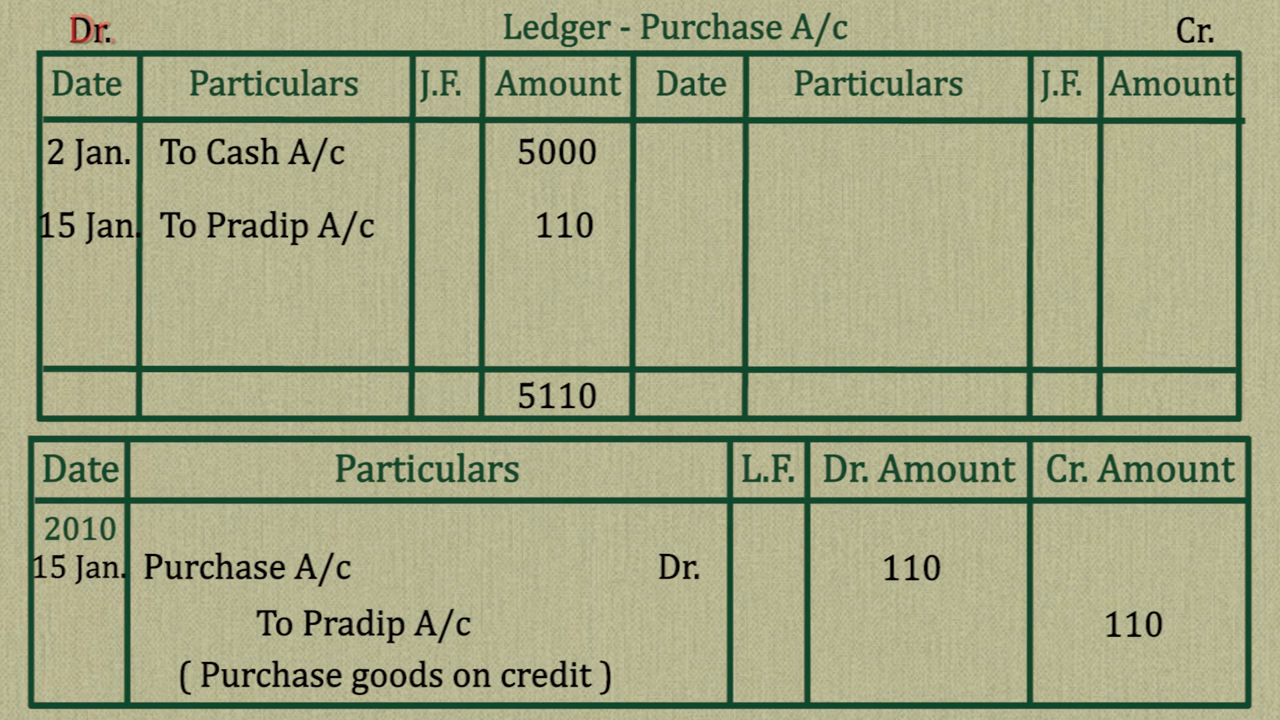 Dr. Ledger - Purchase A/c Cr.
Date Particulars J.F. Amount Date Particulars J.F. Amount
2 Jan. To Cash A/c 5000
15 Jan. To Pradip A/c 110
5110
Date Particulars L.F. Dr. Amount Cr. Amount
2010
15 Jan. Purchase A/c Dr. 110
To Pradip A/c 110
( Purchase goods on credit )